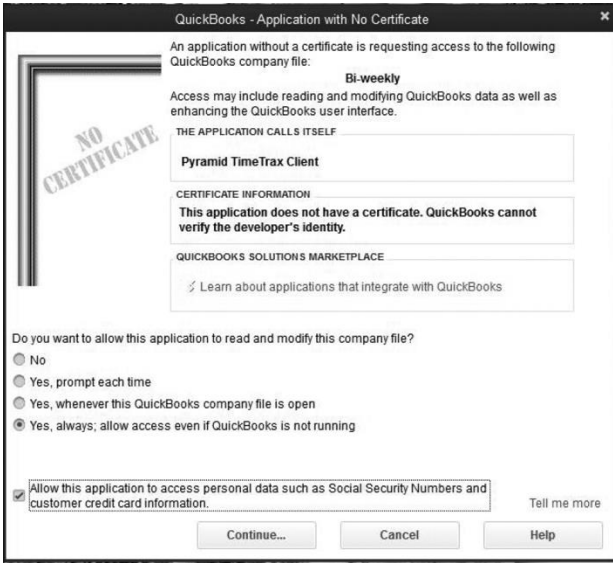 QuickBooks - Application with No Certificate
An application without a certificate is requesting access to the following
QuickBooks company file:
Bi-weekly
Access may include reading and modifying QuickBooks data as well as
enhancing the QuickBooks user interface.
NO
CERTIFICATE
THE APPLICATION CALLS ITSELF
Pyramid TimeTrax Client
CERTIFICATE INFORMATION
This application does not have a certificate. QuickBooks cannot
verify the developer's identity.
QUICKBOOKS SOLUTIONS MARKETPLACE
Learn about applications that integrate with QuickBooks
Do you want to allow this application to read and modify this company file?
No
Yes, prompt each time
Yes, whenever this QuickBooks company file is open
Yes, always; allow access even if QuickBooks is not running
Allow this application to access personal data such as Social Security Numbers and
customer credit card information.
Tell me more
Continue...
Cancel
Help